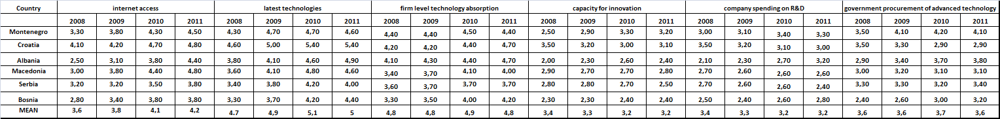 Country internet access latest technologies firm level technology absorption capacity for innovation company spending on R&D government procurement of advanced technology
2008 2009 2010 2011 2008 2009 2010 2011 2008 2009 2010 2011 2008 2009 2010 2011 2008 2009 2010 2011 2008 2009 2010 2011
Montenegro 3,30 3,80 4,30 4,50 4,30 4,70 4,70 4,60 4,40 4,40 4,50 4,40 2,50 2,90 3,30 3,20 3,00 3,10 3,40 3,30 3,50 4,10 4,20 4,10
Croatia 4,10 4,20 4,70 4,80 4,60 5,00 5,40 5,40 4,20 4,20 4,40 4,70 3,50 3,20 3,00 3,10 3,50 3,20 3,10 3,00 3,50 3,30 2,90 2,90
Albania 2,50 3,10 3,80 4,40 3,80 4,10 4,60 4,90 4,10 4,30 4,40 4,70 2,00 2,30 2,60 2,40 2,10 2,30 2,70 3,20 2,90 3,40 3,70 3,80
Macedonia 3,00 3,80 4,40 4,80 3,60 4,10 4,80 4,60 3,40 3,70 4,10 4,00 2,90 2,70 2,70 2,80 2,70 2,60 2,60 2,60 3,00 3,20 3,10 3,10
Serbia 3,20 3,20 3,50 3,80 3,40 3,80 4,20 4,00 3,60 3,70 3,70 3,70 2,80 2,80 2,70 2,50 2,70 2,60 2,60 2,40 3,30 3,30 3,20 3,40
Bosnia 2,80 3,40 3,80 3,80 3,30 3,70 4,20 4,40 3,30 3,50 4,00 4,20 2,30 2,30 2,40 2,40 2,50 2,40 2,60 2,80 2,40 2,60 3,00 3,20
MEAN 3,6 3,8 4,1 4,2 4.7 4,9 5,1 5 4,8 4,8 4,9 4,8 3,4 3,3 3,2 3,2 3,4 3,3 3,2 3,2 3,6 3,6 3,7 3,6